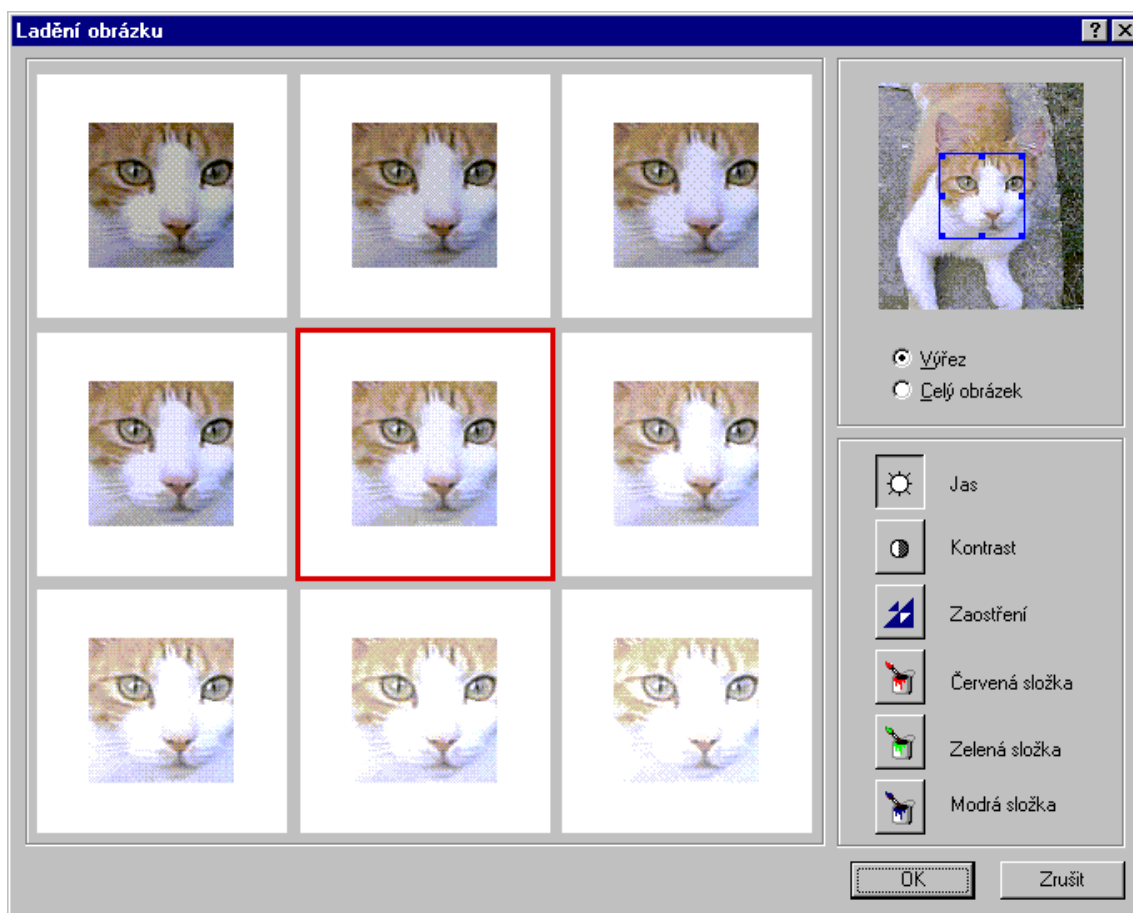 Ladění obrázku
Výřez
Celý obrázek
Jas
Kontrast
Zaostření
Červená složka
Zelená složka
Modrá složka
OK
Zrušit